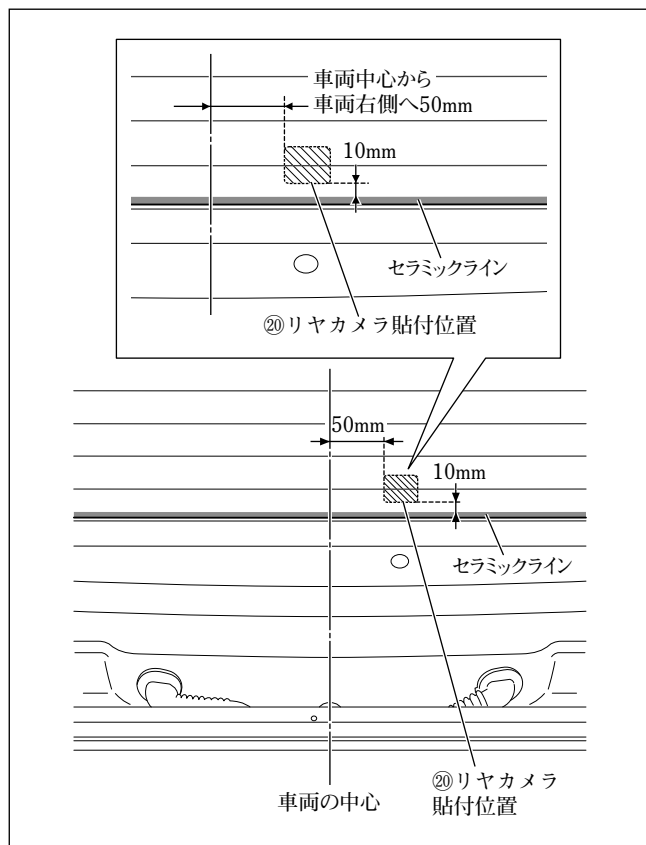 車両中心から
車両右側へ50mm
10mm
セラミックライン
⑳リヤカメラ貼付位置
50mm
10mm
セラミックライン
車両の中心
⑳リヤカメラ
貼付位置